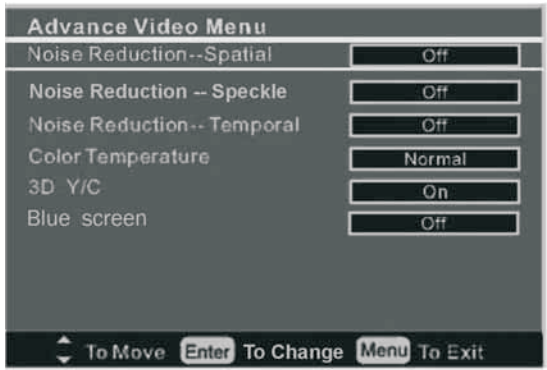 Advance Video Menu
Noise Reduction--Spatial Off
Noise Reduction -- Speckle Off
Noise Reduction-- Temporal Off
Color Temperature Normal
3D Y/C On
Blue screen Off
To Move Enter To Change Menu To Exit